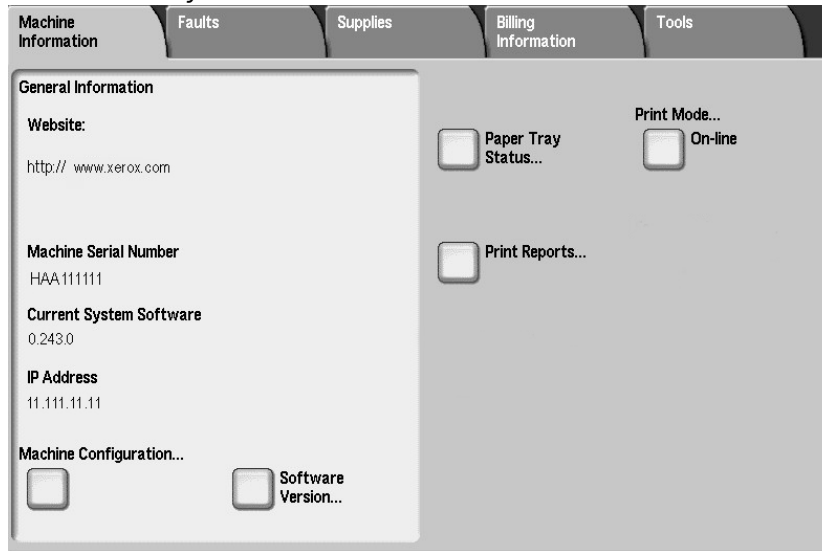 Machine
Information
Faults
Supplies
Billing
Information
Tools
General Information
Website:
http:// www.xerox.com
Machine Serial Number
HAA111111
Current System Software
0.243.0
IP Address
11.111.11.11
Machine Configuration...
Software
Version...
Paper Tray
Status...
Print Mode...
On-line
Print Reports...